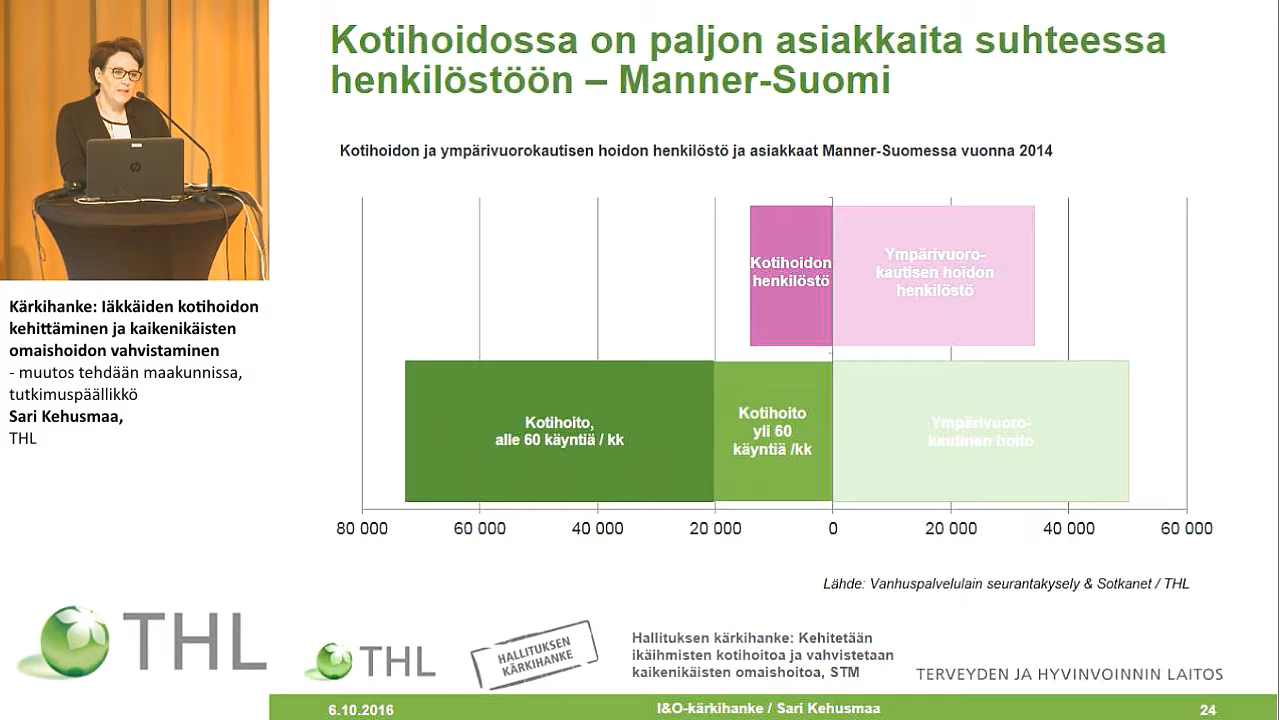 Kotihoidossa on paljon asiakkaita suhteessa
henkilöstöön – Manner-Suomi
Kotihoidon ja ympärivuorokautisen hoidon henkilöstö ja asiakkaat Manner-Suomessa vuonna 2014
Kotihoidon
henkilöstö
Ympärivuoro-
kautisen hoidon
henkilöstö
Kotihoito,
alle 60 käyntiä / kk
Kotihoito
yli 60
käyntiä /kk
Ympärivuoro-
kautinen hoito
80 000 60 000 40 000 20 000 0 20 000 40 000 60 000
Lähde: Vanhuspalvelulain seurantakysely & Sotkanet / THL
Kärkihanke: Iäkkäiden kotihoidon
kehittäminen ja kaikenikäisten
omaishoidon vahvistaminen
- muutos tehdään maakunnissa,
tutkimuspäällikkö
Sari Kehusmaa,
THL
THL
THL
HALLITUKSEN
KÄRKIHANKE
Hallituksen kärkihanke: Kehitetään
ikäihmisten kotihoitoa ja vahvistetaan
kaikenikäisten omaishoitoa, STM
TERVEYDEN JA HYVINVOINNIN LAITOS
6.10.2016
I&O-kärkihanke / Sari Kehusmaa
24
hp